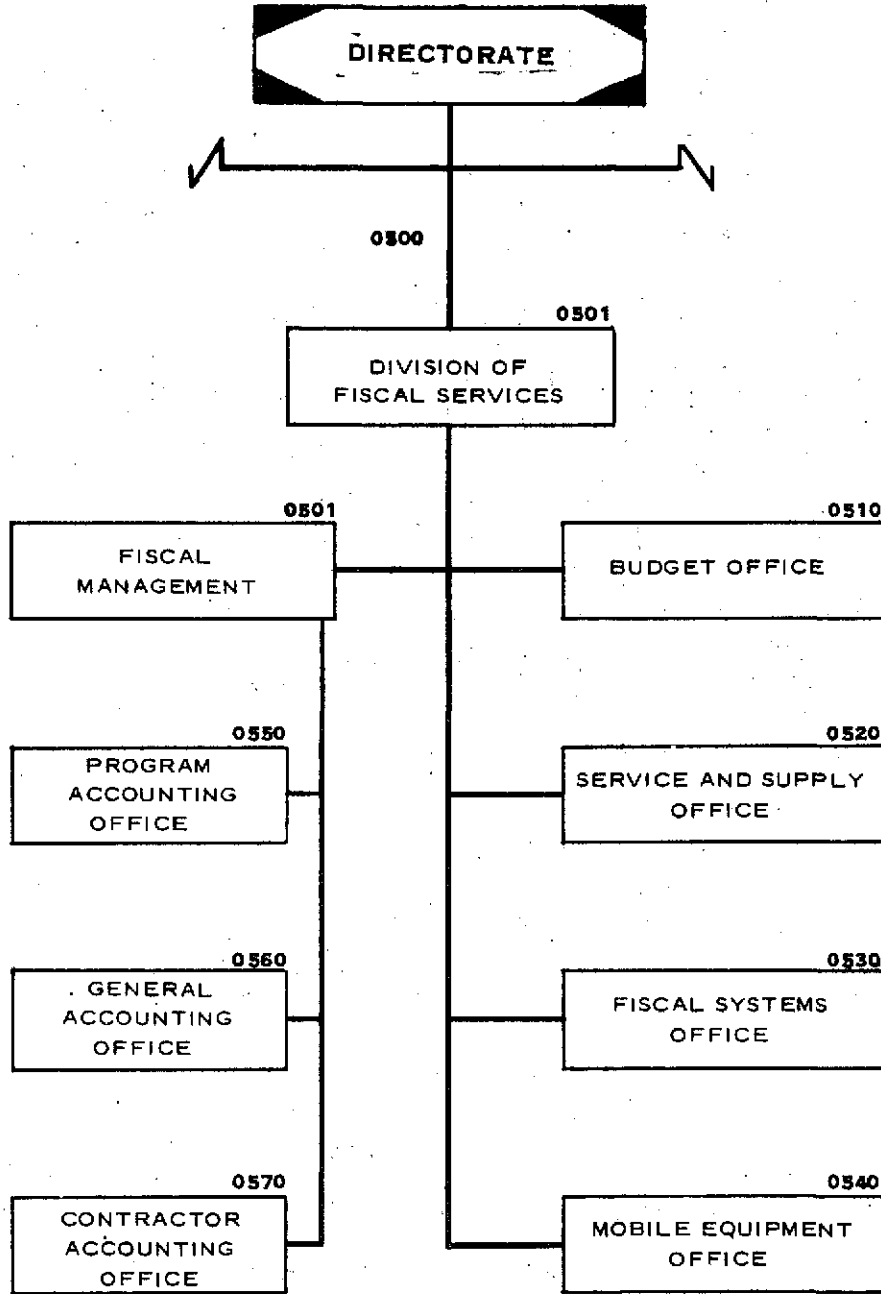 DIRECTORATE
0500
0501
DIVISION OF
FISCAL SERVICES
0501
FISCAL
MANAGEMENT
0510
BUDGET OFFICE
0550
PROGRAM
ACCOUNTING
OFFICE
0520
SERVICE AND SUPPLY
OFFICE
0560
GENERAL
ACCOUNTING
OFFICE
0530
FISCAL SYSTEMS
OFFICE
0570
CONTRACTOR
ACCOUNTING
OFFICE
0540
MOBILE EQUIPMENT
OFFICE